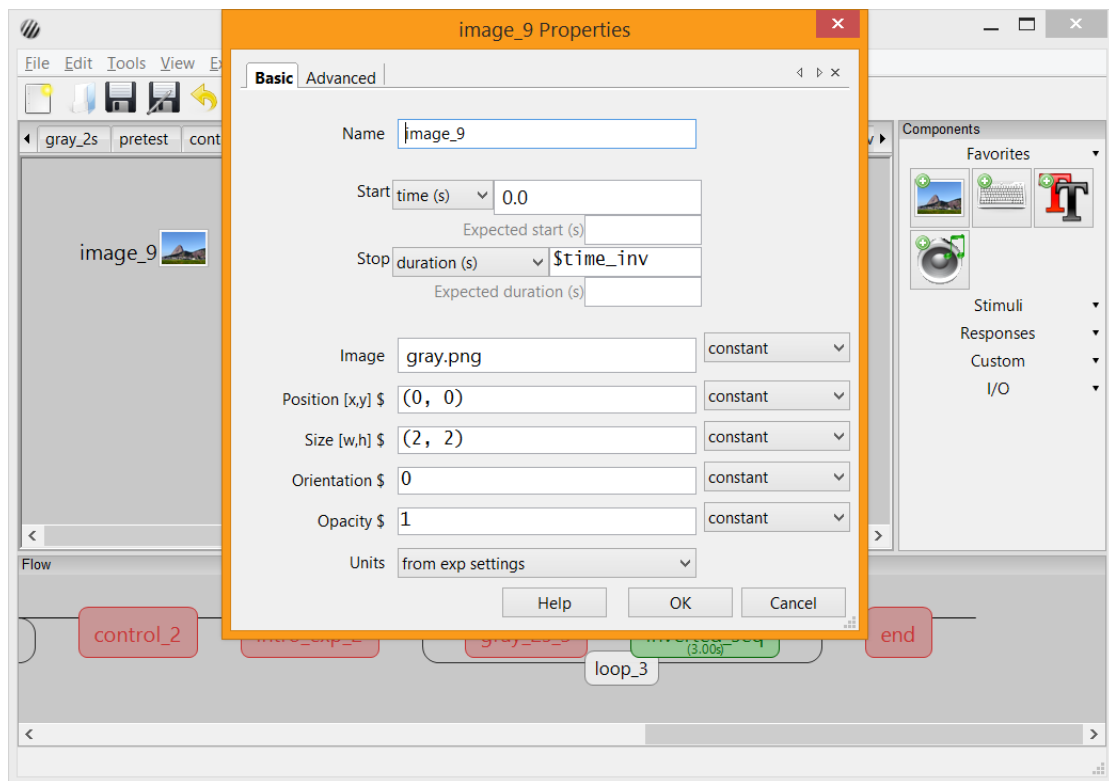 image_9 Properties
File Edit Tools View
Basic Advanced
gray_2s pretest
Name image_9
Start time (s) 0.0
Expected start (s)
Stop duration (s) $time_inv
Expected duration (s)
Image gray.png constant
Position [x,y] $ (0, 0) constant
Size [w,h] $ (2, 2) constant
Orientation $ 0 constant
Opacity $ 1 constant
Units from exp settings
Help OK Cancel
image_9
Components
Favorites
Stimuli
Responses
Custom
I/O
Flow
control_2
inverted_seq
(3.00s)
end
loop_3